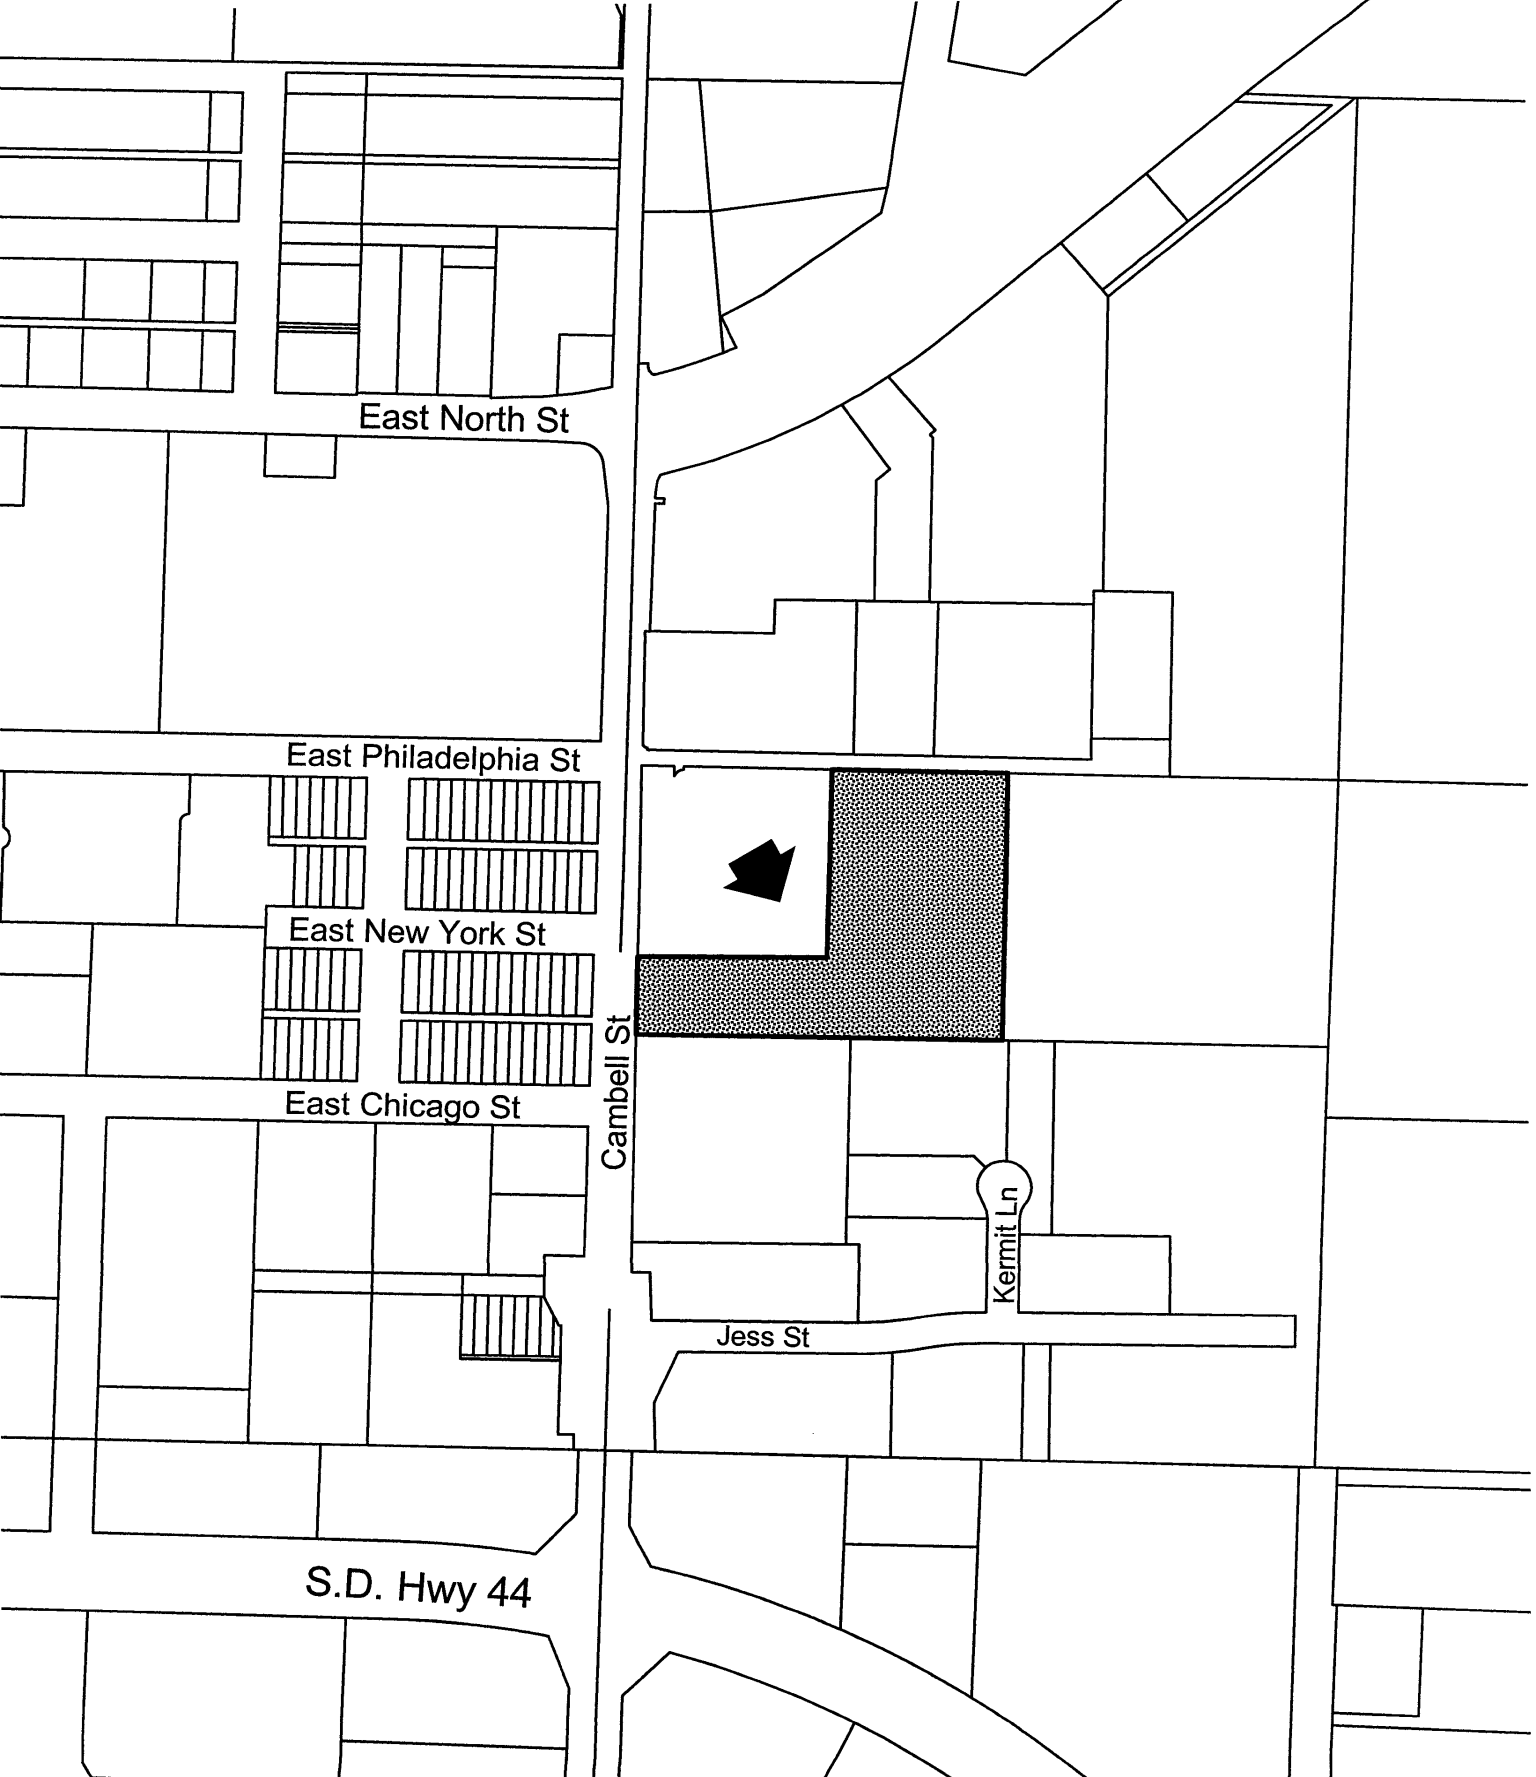 East North St
East Philadelphia St
East New York St
Cambell St
East Chicago St
Kermit Ln
Jess St
S.D. Hwy 44